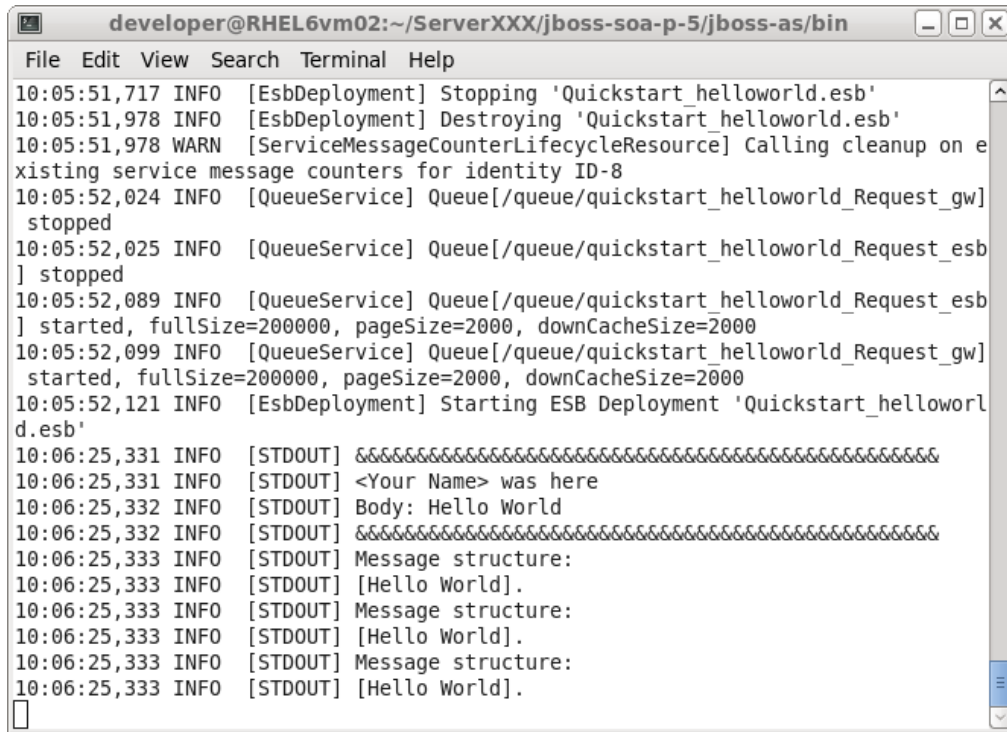 developer@RHEL6vm02:~/ServerXXX/jboss-soa-p-5/jboss-as/bin
File Edit View Search Terminal Help
10:05:51,717 INFO  [EsbDeployment] Stopping 'Quickstart_helloworld.esb'
10:05:51,978 INFO  [EsbDeployment] Destroying 'Quickstart_helloworld.esb'
10:05:51,978 WARN  [ServiceMessageCounterLifecycleResource] Calling cleanup on e
xisting service message counters for identity ID-8
10:05:52,024 INFO  [QueueService] Queue[/queue/quickstart_helloworld_Request_gw]
 stopped
10:05:52,025 INFO  [QueueService] Queue[/queue/quickstart_helloworld_Request_esb
] stopped
10:05:52,089 INFO  [QueueService] Queue[/queue/quickstart_helloworld_Request_esb
] started, fullSize=200000, pageSize=2000, downCacheSize=2000
10:05:52,099 INFO  [QueueService] Queue[/queue/quickstart_helloworld_Request_gw]
 started, fullSize=200000, pageSize=2000, downCacheSize=2000
10:05:52,121 INFO  [EsbDeployment] Starting ESB Deployment 'Quickstart_helloworl
d.esb'
10:06:25,331 INFO  [STDOUT] &&&&&&&&&&&&&&&&&&&&&&&&&&&&&&&&&&&&&&&&&&&&&&&&
10:06:25,331 INFO  [STDOUT] <Your Name> was here
10:06:25,332 INFO  [STDOUT] Body: Hello World
10:06:25,332 INFO  [STDOUT] &&&&&&&&&&&&&&&&&&&&&&&&&&&&&&&&&&&&&&&&&&&&&&&&
10:06:25,333 INFO  [STDOUT] Message structure:
10:06:25,333 INFO  [STDOUT] [Hello World].
10:06:25,333 INFO  [STDOUT] Message structure:
10:06:25,333 INFO  [STDOUT] [Hello World].
10:06:25,333 INFO  [STDOUT] Message structure:
10:06:25,333 INFO  [STDOUT] [Hello World].